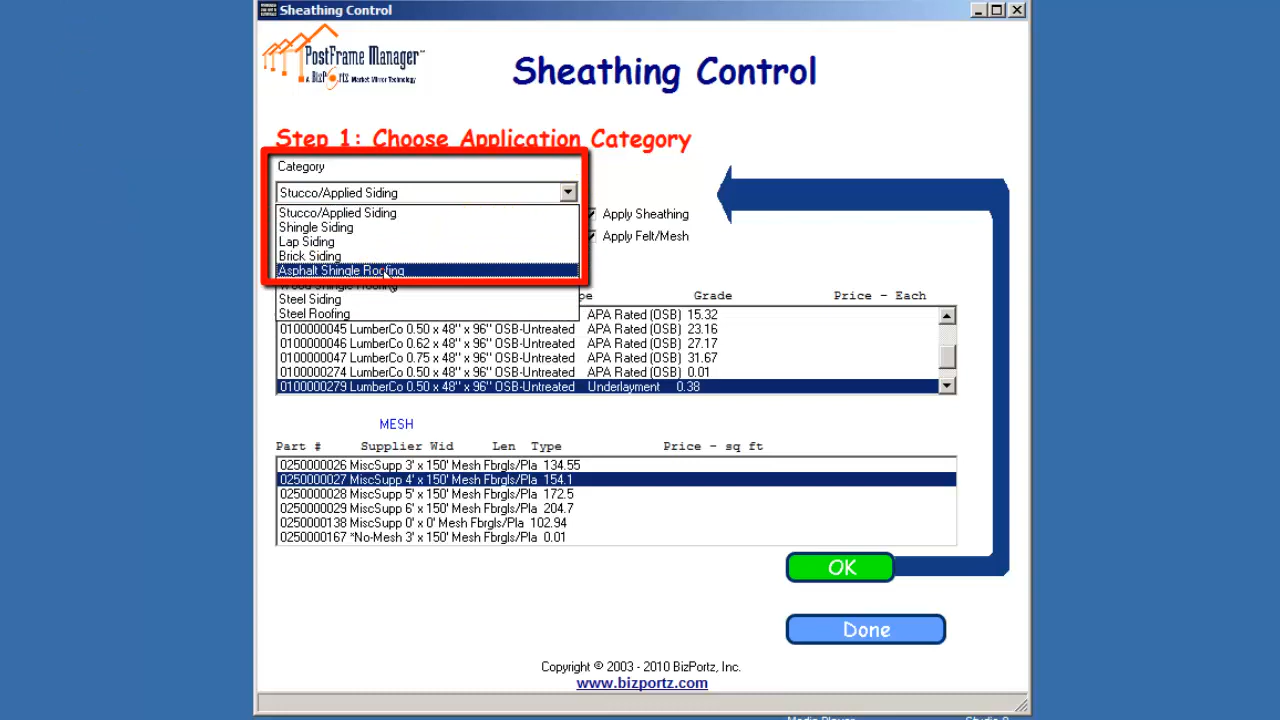 Sheathing Control
PostFrame Manager™
A BizPortz Market Mirror Technology
Sheathing Control
Step 1: Choose Application Category
Category
Stucco/Applied Siding
Stucco/Applied Siding
Shingle Siding
Lap Siding
Brick Siding
Asphalt Shingle Roofing
Wood Shingle Roofing
Steel Siding
Steel Roofing
Apply Sheathing
Apply Felt/Mesh
Grade Price - Each
APA Rated (OSB) 15.32
0100000045 LumberCo 0.50 x 48" x 96" OSB-Untreated APA Rated (OSB) 23.16
0100000046 LumberCo 0.62 x 48" x 96" OSB-Untreated APA Rated (OSB) 27.17
0100000047 LumberCo 0.75 x 48" x 96" OSB-Untreated APA Rated (OSB) 31.67
0100000274 LumberCo 0.50 x 48" x 96" OSB-Untreated APA Rated (OSB) 0.01
0100000279 LumberCo 0.50 x 48" x 96" OSB-Untreated Underlayment 0.38
MESH
Part # Supplier Wid Len Type Price - sq ft
0250000026 MiscSupp 3' x 150' Mesh Fbrgls/Pla 134.55
0250000027 MiscSupp 4' x 150' Mesh Fbrgls/Pla 154.1
0250000028 MiscSupp 5' x 150' Mesh Fbrgls/Pla 172.5
0250000029 MiscSupp 6' x 150' Mesh Fbrgls/Pla 204.7
0250000138 MiscSupp 0' x 0' Mesh Fbrgls/Pla 102.94
0250000167 *No-Mesh 3' x 150' Mesh Fbrgls/Pla 0.01
OK
Done
Copyright © 2003 - 2010 BizPortz, Inc.
www.bizportz.com